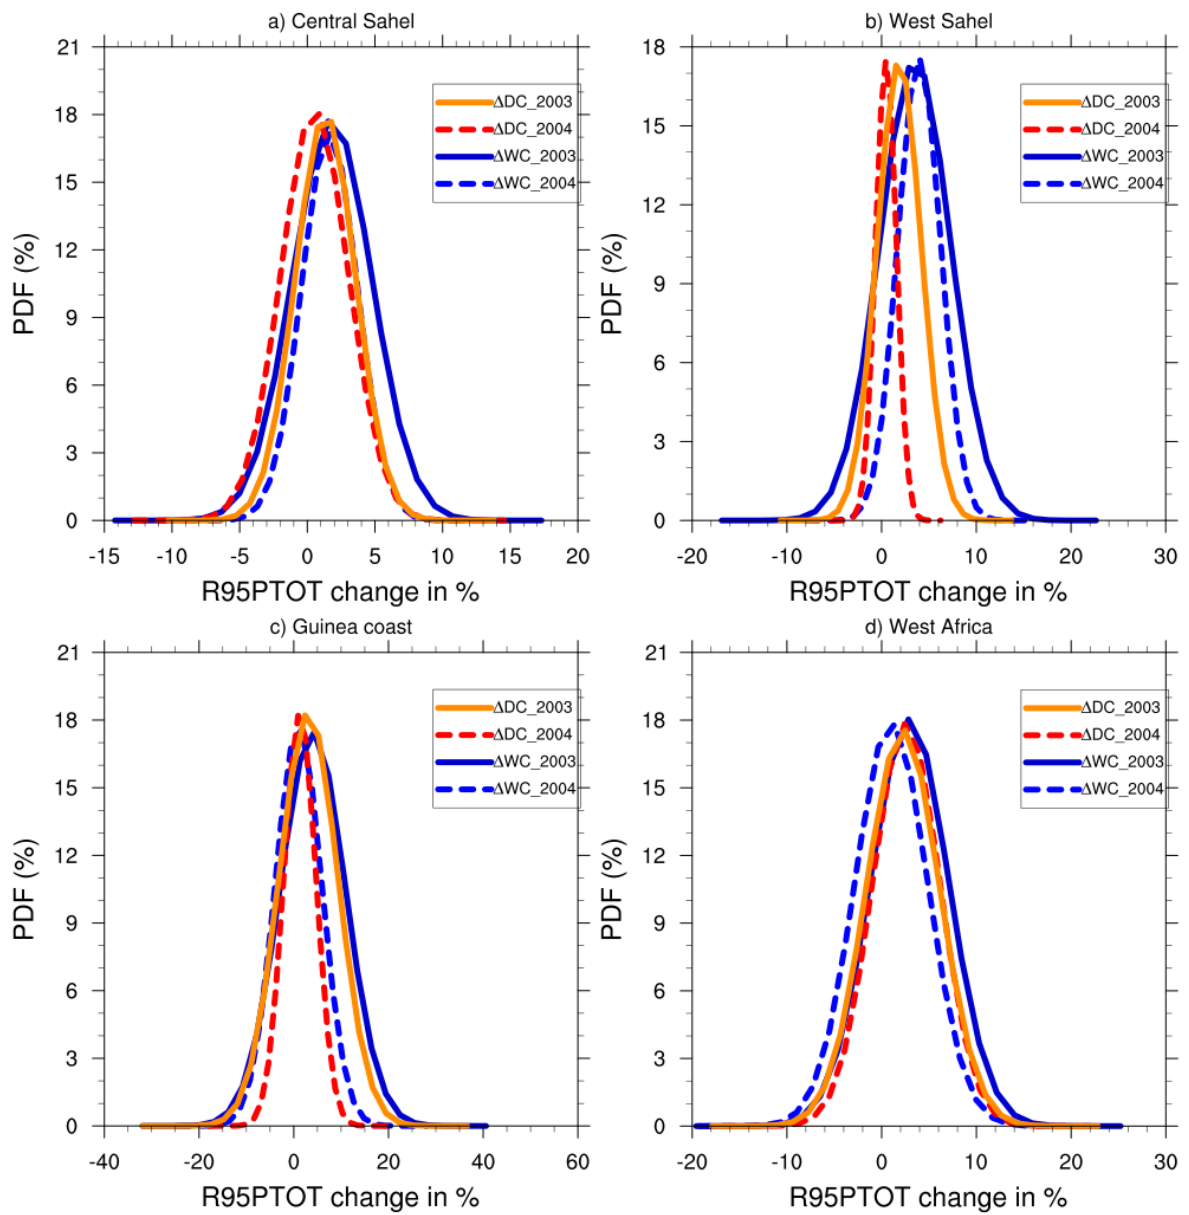 a) Central Sahel
21
18
15
12
9
6
3
0
PDF (%)
-15 -10 -5 0 5 10 15 20
R95PTOT change in %
ΔDC_2003
ΔDC_2004
ΔWC_2003
ΔWC_2004
b) West Sahel
18
15
12
9
6
3
0
PDF (%)
-20 -10 0 10 20 30
R95PTOT change in %
ΔDC_2003
ΔDC_2004
ΔWC_2003
ΔWC_2004
c) Guinea coast
21
18
15
12
9
6
3
0
PDF (%)
-40 -20 0 20 40 60
R95PTOT change in %
ΔDC_2003
ΔDC_2004
ΔWC_2003
ΔWC_2004
d) West Africa
21
18
15
12
9
6
3
0
PDF (%)
-20 -10 0 10 20 30
R95PTOT change in %
ΔDC_2003
ΔDC_2004
ΔWC_2003
ΔWC_2004